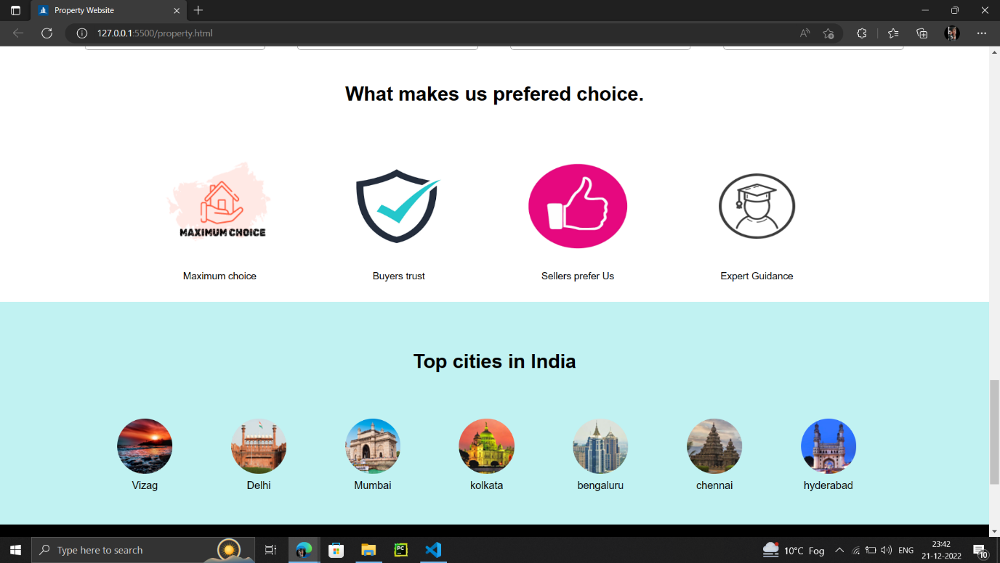 Property Website
127.0.0.1:5500/property.html
What makes us prefered choice.
MAXIMUM CHOICE
Maximum choice
Buyers trust
Sellers prefer Us
Expert Guidance
Top cities in India
Vizag
Delhi
Mumbai
kolkata
bengaluru
chennai
hyderabad
Type here to search
PC
10°C Fog
ENG
23:42
21-12-2022
10